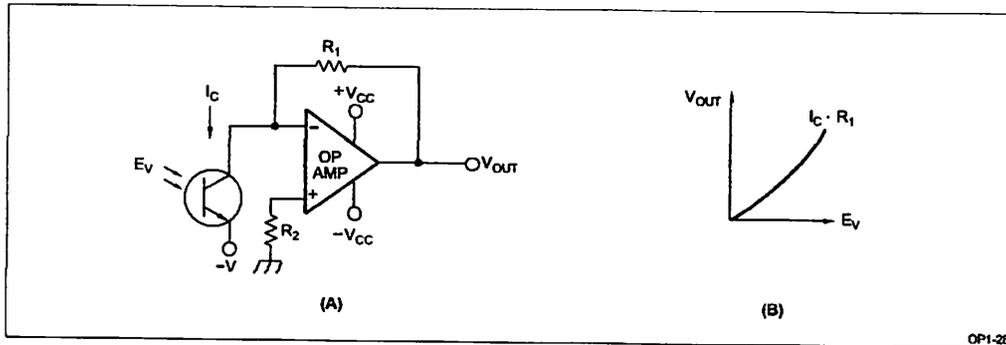 R1
IC
+VCC
−
OP
AMP
+
EV
VOUT
R2
−VCC
−V
(A)
VOUT
IC · R1
EV
(B)